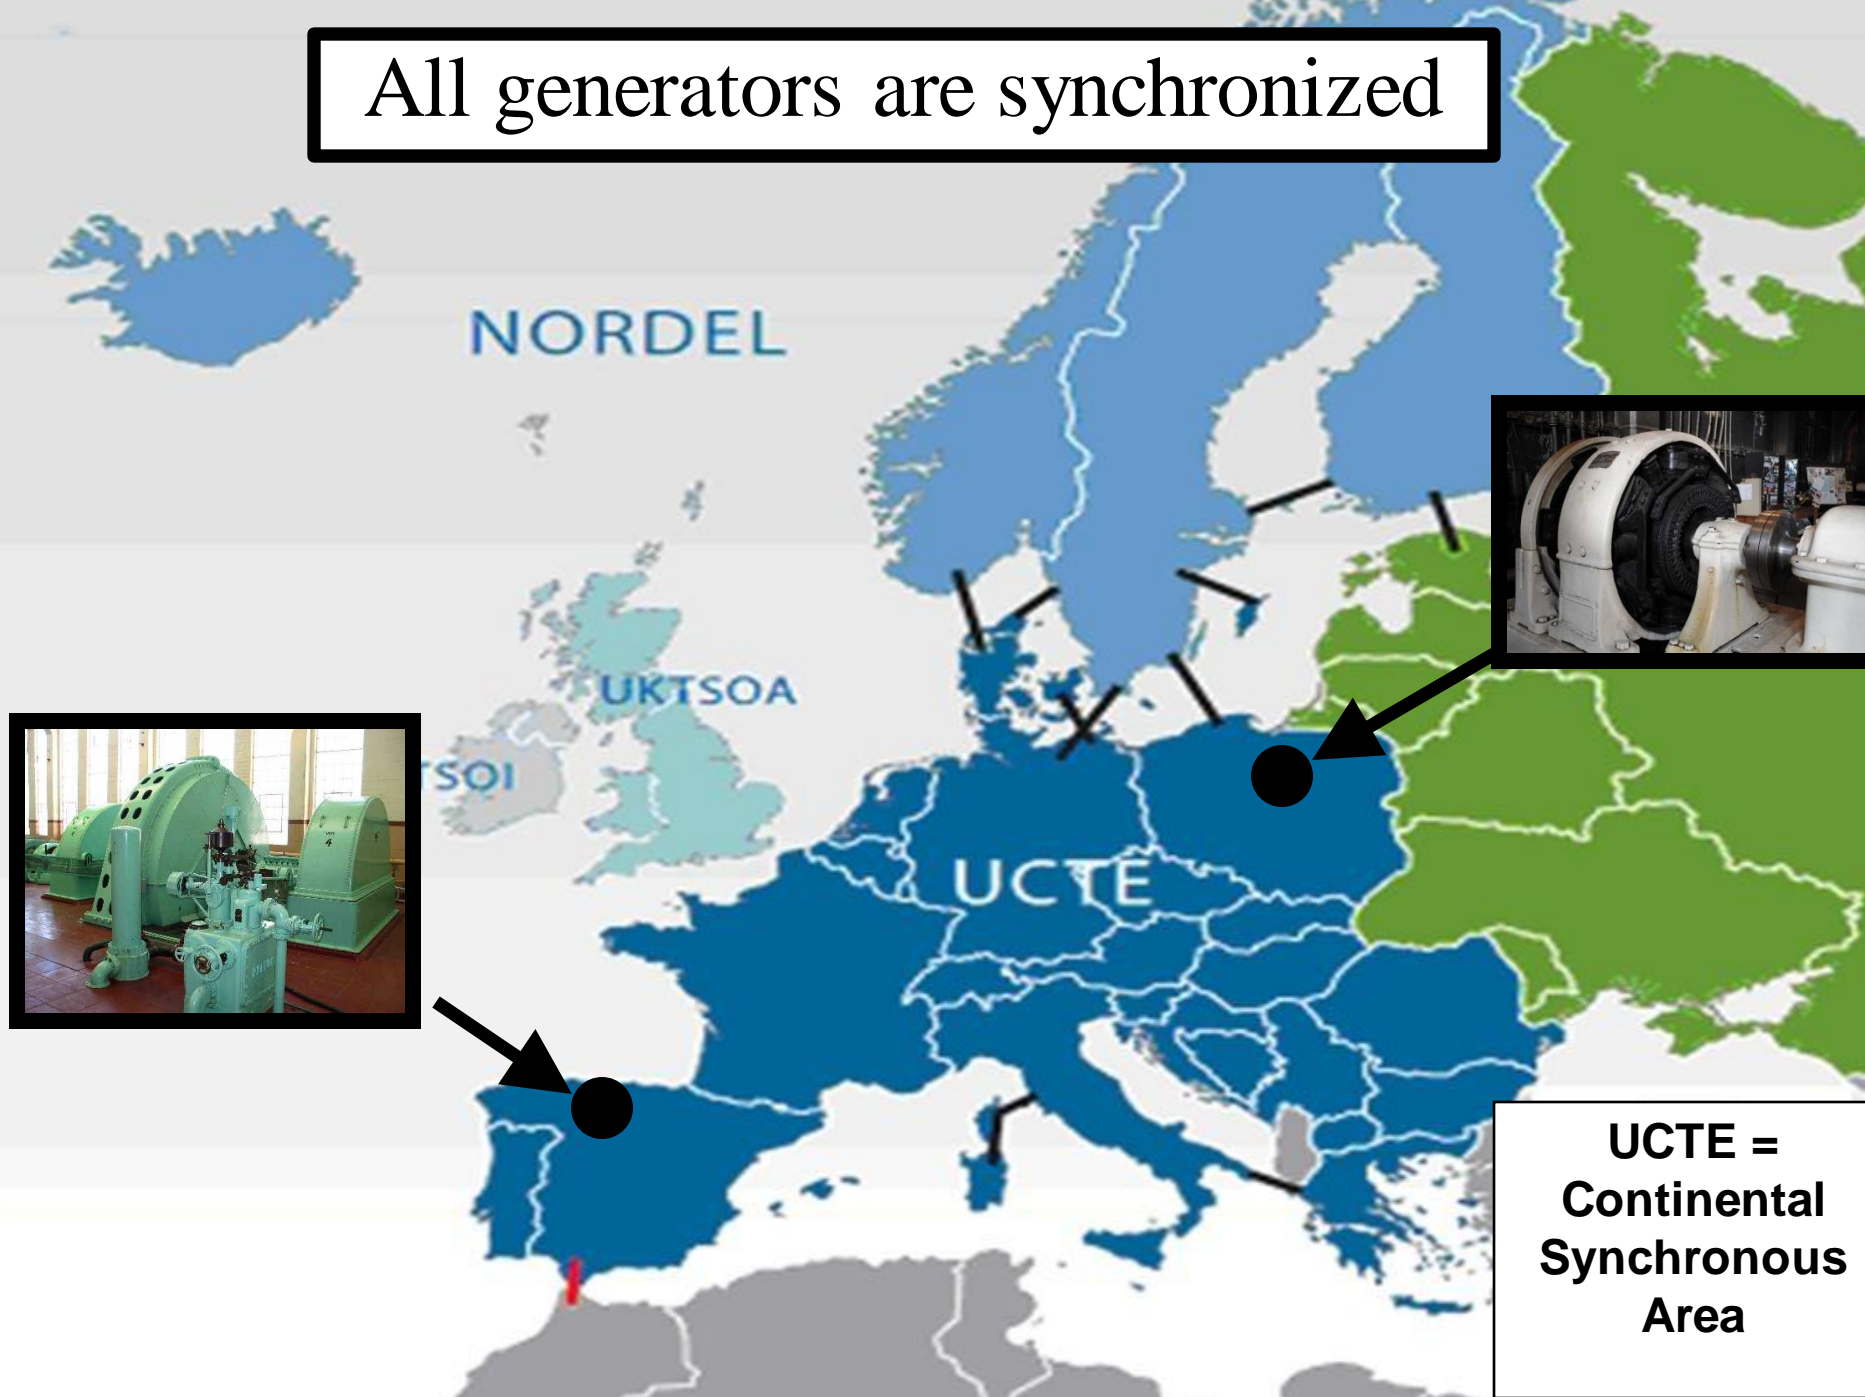 All generators are synchronized
NORDEL
UKTSOA
TSOI
UCTE
UCTE =
Continental
Synchronous
Area